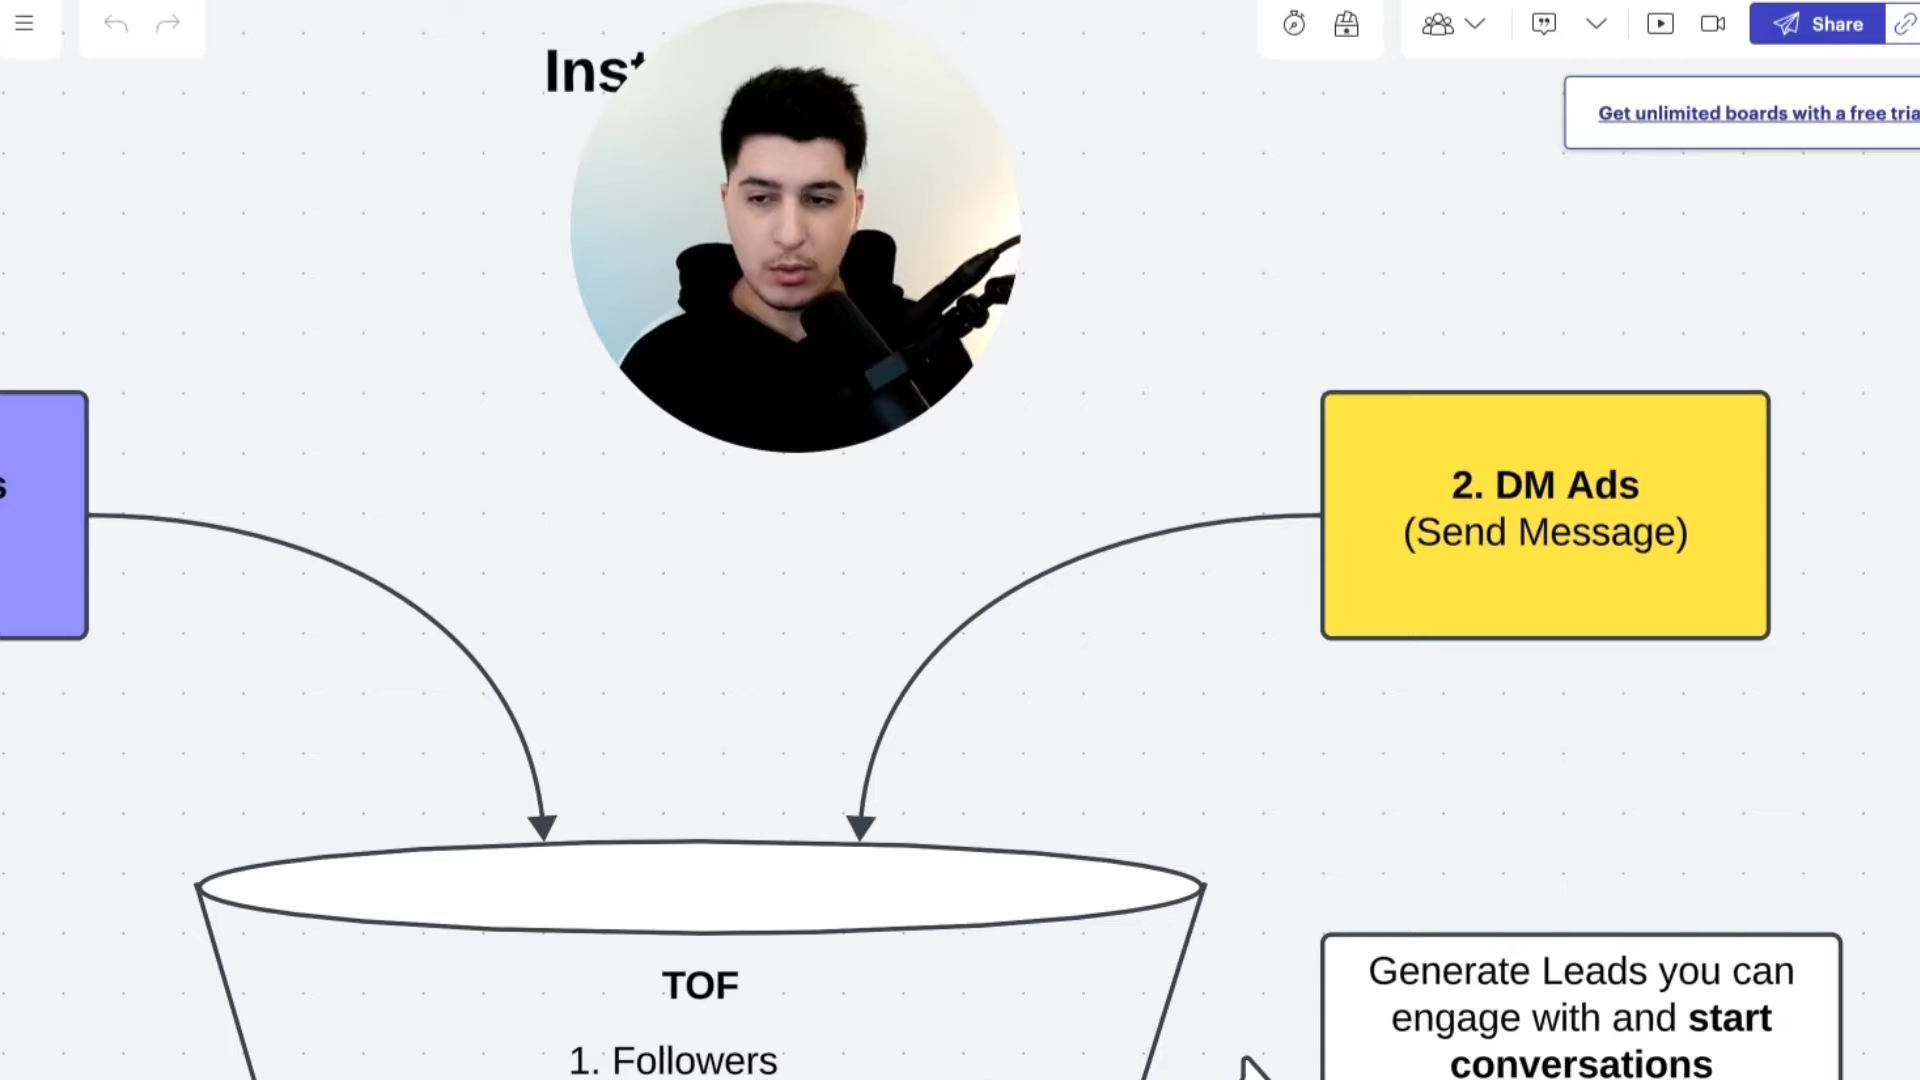 Share
Get unlimited boards with a free
2. DM Ads
(Send Message)
TOF
1. Followers
Generate Leads you can
engage with and start
conversations